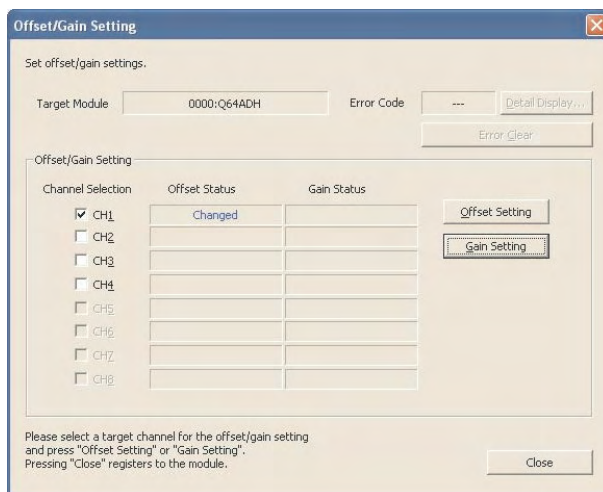 Offset/Gain Setting
Set offset/gain settings.
Target Module 0000:Q64ADH Error Code --- Detail Display...
Error Clear
Offset/Gain Setting
Channel Selection Offset Status Gain Status
CH1 Changed Offset Setting
CH2
Gain Setting
CH3
CH4
CH5
CH6
CH7
CH8
Please select a target channel for the offset/gain setting
and press "Offset Setting" or "Gain Setting".
Pressing "Close" registers to the module.
Close